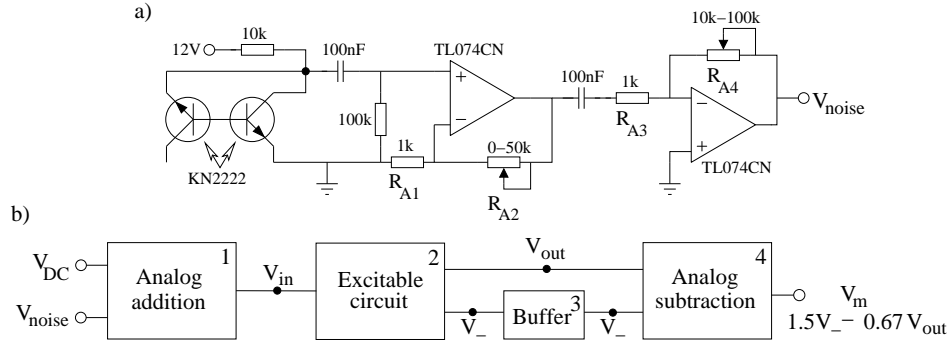 a)
12V
10k
100nF
TL074CN
100k
KN2222
1k
R_A1
0–50k
R_A2
100nF
1k
R_A3
10k–100k
R_A4
V_noise
TL074CN
b)
V_DC
V_noise
1
Analog
addition
V_in
2
Excitable
circuit
V_out
V_–
Buffer
3
V_–
4
Analog
subtraction
V_m
1.5V_– – 0.67 V_out
+
−
−
+